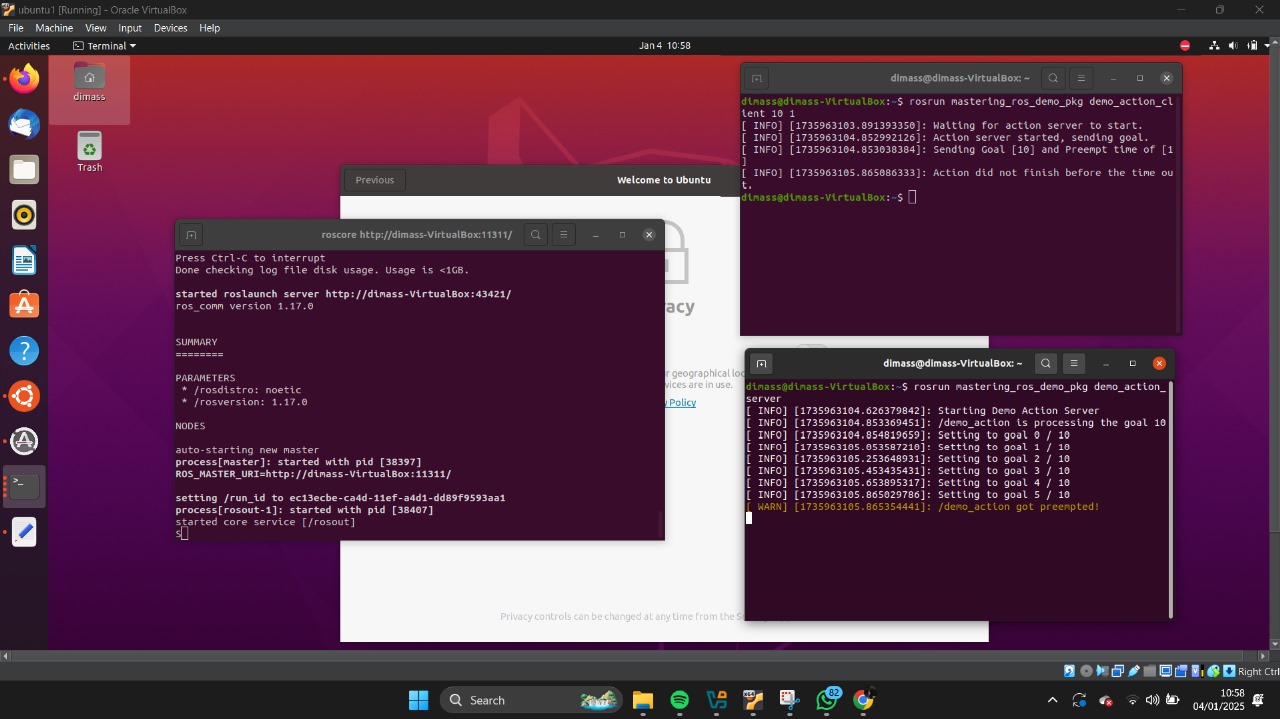 ubuntu1 [Running] - Oracle VirtualBox
File Machine View Input Devices Help
Activities Terminal Jan 4 10:58
dimass
Trash
Previous Welcome to Ubuntu
acy
r geographical loc
vices are in use.
y Policy
Privacy controls can be changed at any time from the Se
roscore http://dimass-VirtualBox:11311/
Press Ctrl-C to interrupt
Done checking log file disk usage. Usage is <1GB.
started roslaunch server http://dimass-VirtualBox:43421/
ros_comm version 1.17.0
SUMMARY
========
PARAMETERS
* /rosdistro: noetic
* /rosversion: 1.17.0
NODES
auto-starting new master
process[master]: started with pid [38397]
ROS_MASTER_URI=http://dimass-VirtualBox:11311/
setting /run_id to ec13ecbe-ca4d-11ef-a4d1-dd89f9593aa1
process[rosout-1]: started with pid [38407]
started core service [/rosout]
S
dimass@dimass-VirtualBox: ~
dimass@dimass-VirtualBox:~$ rosrun mastering_ros_demo_pkg demo_action_cl
ient 10 1
[ INFO] [1735963103.891393350]: Waiting for action server to start.
[ INFO] [1735963104.852992126]: Action server started, sending goal.
[ INFO] [1735963104.853038384]: Sending Goal [10] and Preempt time of [1
]
[ INFO] [1735963105.865086333]: Action did not finish before the time ou
t.
dimass@dimass-VirtualBox:~$
dimass@dimass-VirtualBox: ~
dimass@dimass-VirtualBox:~$ rosrun mastering_ros_demo_pkg demo_action_
server
[ INFO] [1735963104.626379842]: Starting Demo Action Server
[ INFO] [1735963104.853369451]: /demo_action is processing the goal 10
[ INFO] [1735963104.854819659]: Setting to goal 0 / 10
[ INFO] [1735963105.053587210]: Setting to goal 1 / 10
[ INFO] [1735963105.253648931]: Setting to goal 2 / 10
[ INFO] [1735963105.453435431]: Setting to goal 3 / 10
[ INFO] [1735963105.653895317]: Setting to goal 4 / 10
[ INFO] [1735963105.865029786]: Setting to goal 5 / 10
[ WARN] [1735963105.865354441]: /demo_action got preempted!
Right Ctrl
Search
82
10:58
04/01/2025